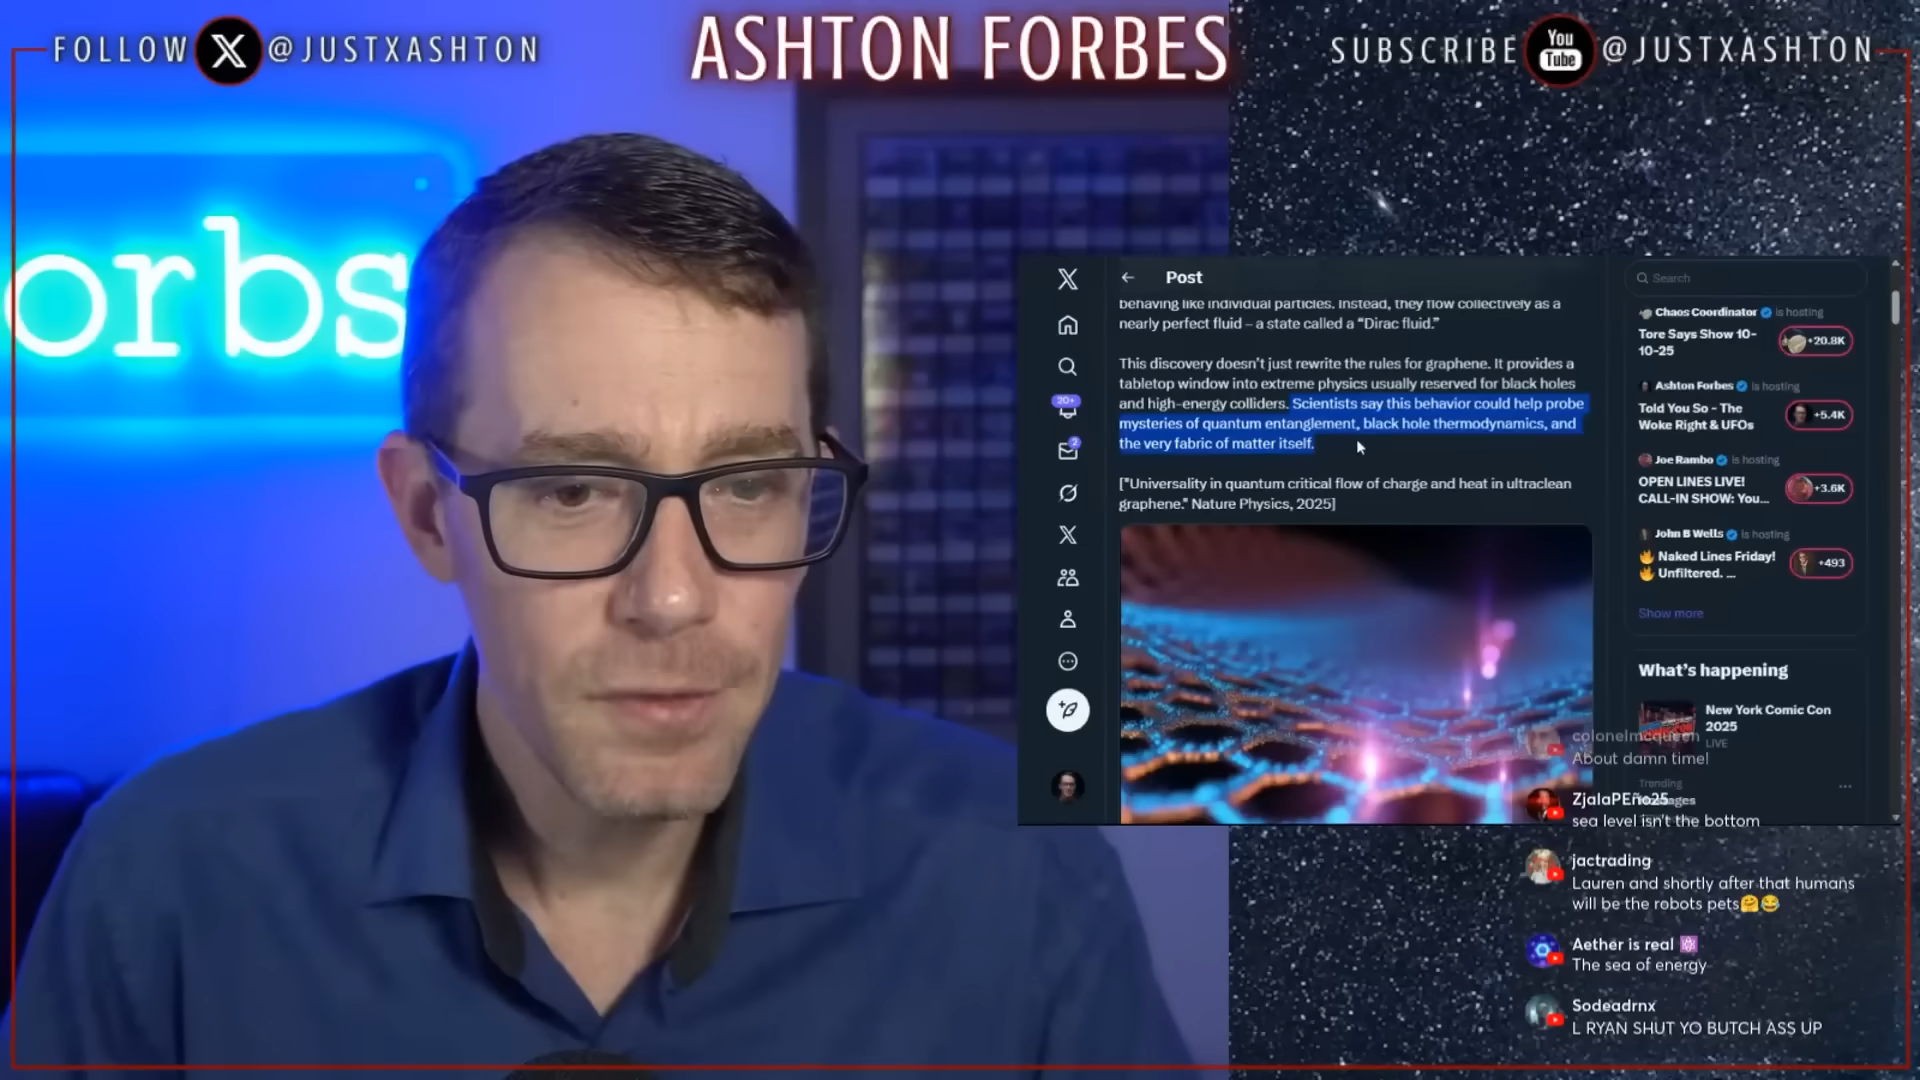 FOLLOW X @JUSTXASHTON
ASHTON FORBES
SUBSCRIBE You Tube @JUSTXASHTON
orbs
Post
behaving like individual particles. Instead, they flow collectively as a
nearly perfect fluid – a state called a “Dirac fluid.”
This discovery doesn’t just rewrite the rules for graphene. It provides a
tabletop window into extreme physics usually reserved for black holes
and high-energy colliders. Scientists say this behavior could help probe
mysteries of quantum entanglement, black hole thermodynamics, and
the very fabric of matter itself.
["Universality in quantum critical flow of charge and heat in ultraclean
graphene." Nature Physics, 2025]
20+
2
Search
Chaos Coordinator is hosting
Tore Says Show 10-
10-25
+20.8K
Ashton Forbes is hosting
Told You So - The
Woke Right & UFOs
+5.4K
Joe Rambo is hosting
OPEN LINES LIVE!
CALL-IN SHOW: You...
+3.6K
John B Wells is hosting
🔥 Naked Lines Friday!
🔥 Unfiltered. ...
+493
Show more
What’s happening
New York Comic Con
2025
LIVE
Trending
colonelmcqueen
About damn time!
ZjalaPEño25
sea level isn't the bottom
jactrading
Lauren and shortly after that humans
will be the robots pets🤗😂
Aether is real ⚛️
The sea of energy
Sodeadrnx
L RYAN SHUT YO BUTCH ASS UP